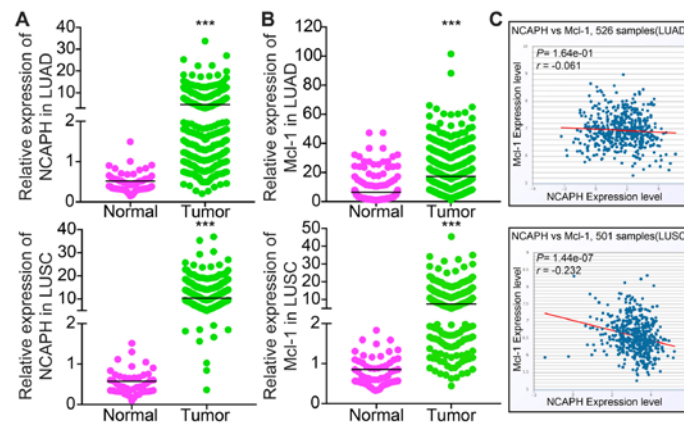 A
Relative expression of
NCAPH in LUAD
40
30
20
10
2
1
0
Normal
Tumor
***
Relative expression of
NCAPH in LUSC
40
30
20
10
2
1
0
Normal
Tumor
***
B
Relative expression of
Mcl-1 in LUAD
120
100
80
60
40
20
0
Normal
Tumor
***
Relative expression of
Mcl-1 in LUSC
50
40
30
20
10
2
1
0
Normal
Tumor
***
C
NCAPH vs Mcl-1, 526 samples(LUAD
P= 1.64e-01
r = -0.061
Mcl-1 Expression level
NCAPH Expression level
NCAPH vs Mcl-1, 501 samples(LUSC
P= 1.44e-07
r = -0.232
Mcl-1 Expression level
NCAPH Expression level